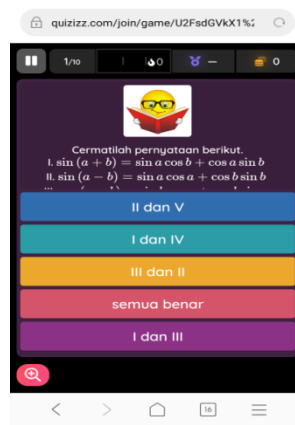 quizizz.com/join/game/U2FsdGVkX1%2
1/10
0
–
0
Cermatilah pernyataan berikut.
I. sin (a + b) = sin a cos b + cos a sin b
II. sin (a − b) = sin a cos a + cos b sin b
II dan V
I dan IV
III dan II
semua benar
I dan III
16